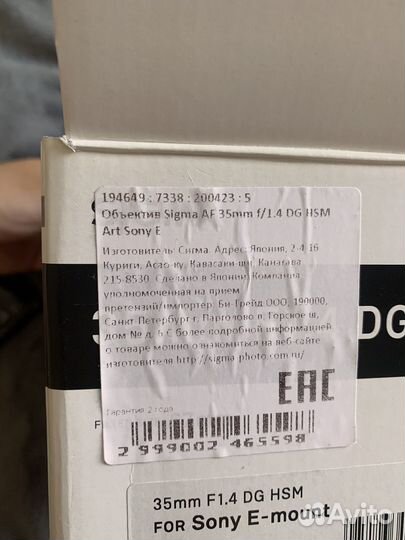 194649 : 7338 : 200423 : 5
Объектив Sigma AF 35mm f/1.4 DG HSM
Art Sony E
Изготовитель: Сигма. Адрес: Япония, 2-4-16
Куриги, Асао-ку, Кавасаки-ши, Канагава
215-8530. Сделано в Японии. Компания
уполномоченная на прием
претензий/импортер: Би-Трейд ООО, 190000,
Санкт-Петербург г, Парголово п, Горское ш,
дом № д. 6 С более подробной информацией
о товаре можно ознакомиться на веб-сайте
изготовителя http://sigma-photo.com.ru/
DG
EAC
Гарантия 2 года
2 999002 465598
35mm F1.4 DG HSM
FOR Sony E-mount
Avito